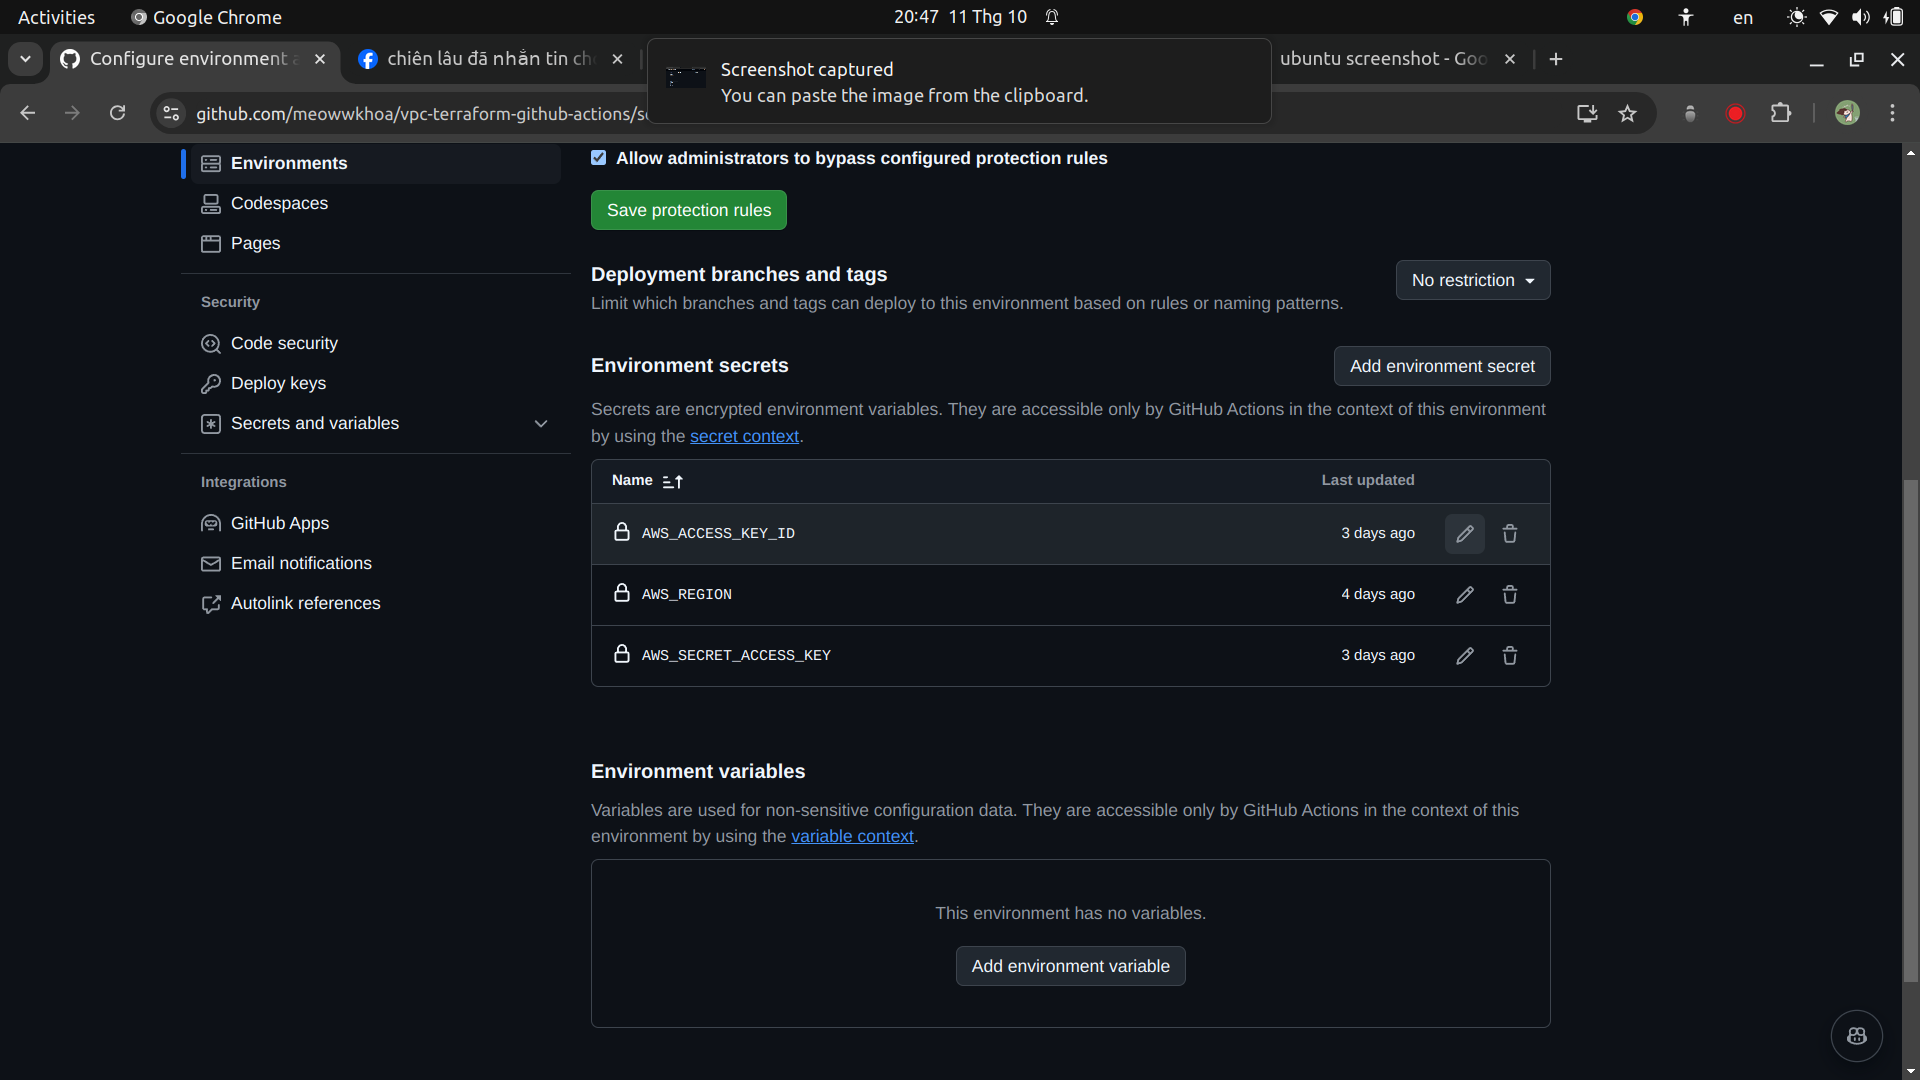 Activities
Google Chrome
20:47 11 Thg 10
en
Configure environment
chiên lâu đã nhắn tin ch
ubuntu screenshot - Goo
Screenshot captured
You can paste the image from the clipboard.
github.com/meowwkhoa/vpc-terraform-github-actions/se
Environments
Codespaces
Pages
Security
Code security
Deploy keys
Secrets and variables
Integrations
GitHub Apps
Email notifications
Autolink references
Allow administrators to bypass configured protection rules
Save protection rules
Deployment branches and tags
No restriction
Limit which branches and tags can deploy to this environment based on rules or naming patterns.
Environment secrets
Add environment secret
Secrets are encrypted environment variables. They are accessible only by GitHub Actions in the context of this environment
by using the secret context.
Name
Last updated
AWS_ACCESS_KEY_ID
3 days ago
AWS_REGION
4 days ago
AWS_SECRET_ACCESS_KEY
3 days ago
Environment variables
Variables are used for non-sensitive configuration data. They are accessible only by GitHub Actions in the context of this
environment by using the variable context.
This environment has no variables.
Add environment variable